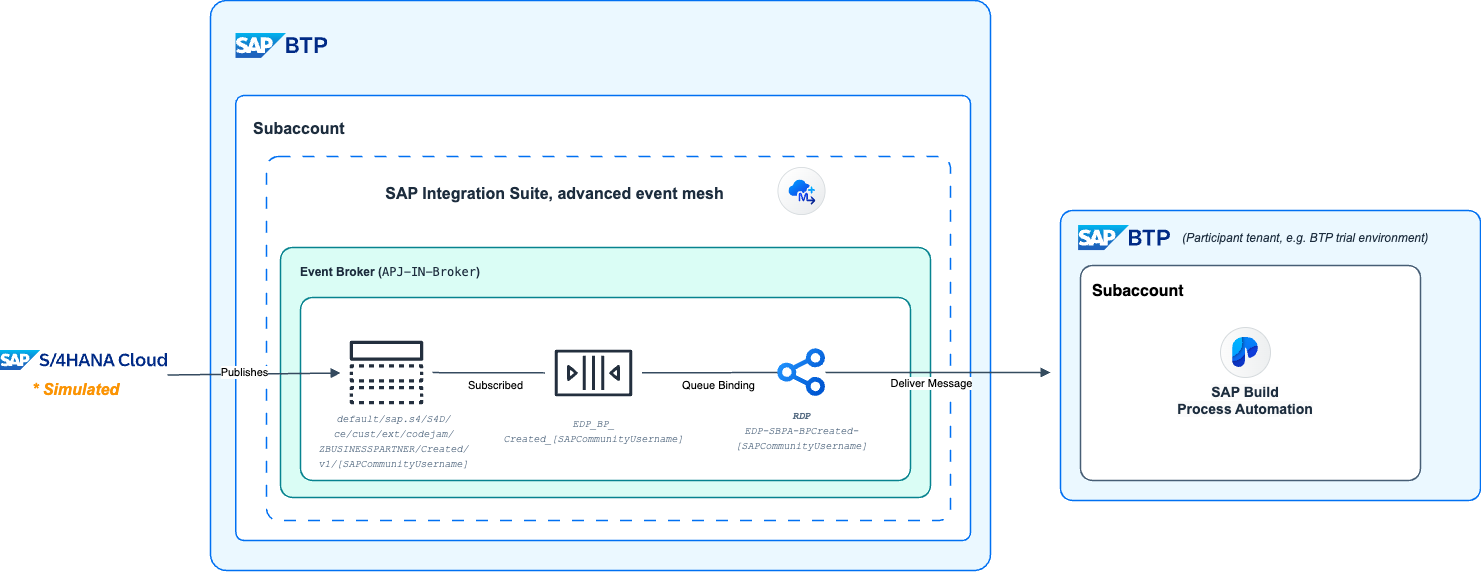 SAP BTP
Subaccount
SAP Integration Suite, advanced event mesh
M
Event Broker (APJ-IN-Broker)
SAP S/4HANA Cloud
* Simulated
Publishes
default/sap.s4/S4D/
ce/cust/ext/codejam/
ZBUSINESSPARTNER/Created/
v1/[SAPCommunityUsername]
Subscribed
EDP_BP_
Created_[SAPCommunityUsername]
Queue Binding
RDP
EDP-SBPA-BPCreated-
[SAPCommunityUsername]
Deliver Message
SAP BTP (Participant tenant, e.g. BTP trial environment)
Subaccount
SAP Build
Process Automation